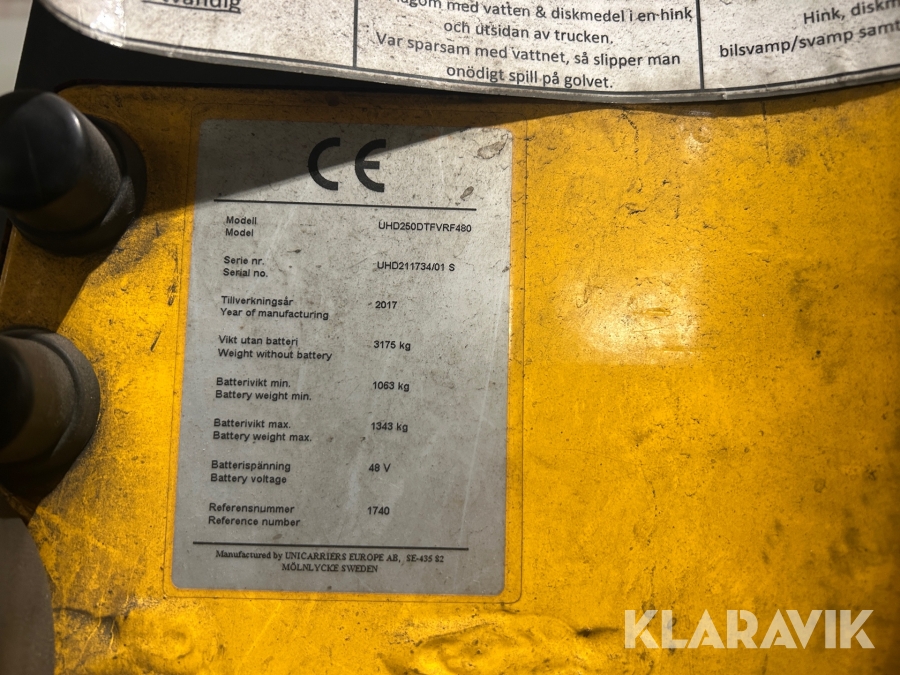 med vatten & diskmedel i en hink
och utsidan av trucken.
Var sparsam med vattnet, så slipper man
onödigt spill på golvet.
Hink,
bilsvamp/svamp samt
CE
Modell
Model
UHD250DTFVRF480
Serie nr.
Serial no.
UHD211734/01 S
Tillverkningsår
Year of manufacturing
2017
Vikt utan batteri
Weight without battery
3175 kg
Batterivikt min.
Battery weight min.
1063 kg
Batterivikt max.
Battery weight max.
1343 kg
Batterispänning
Battery voltage
48 V
Referensnummer
Reference number
1740
Manufactured by UNICARRIERS EUROPE AB, SE-435 82
MÖLNLYCKE SWEDEN
KLARAVIK